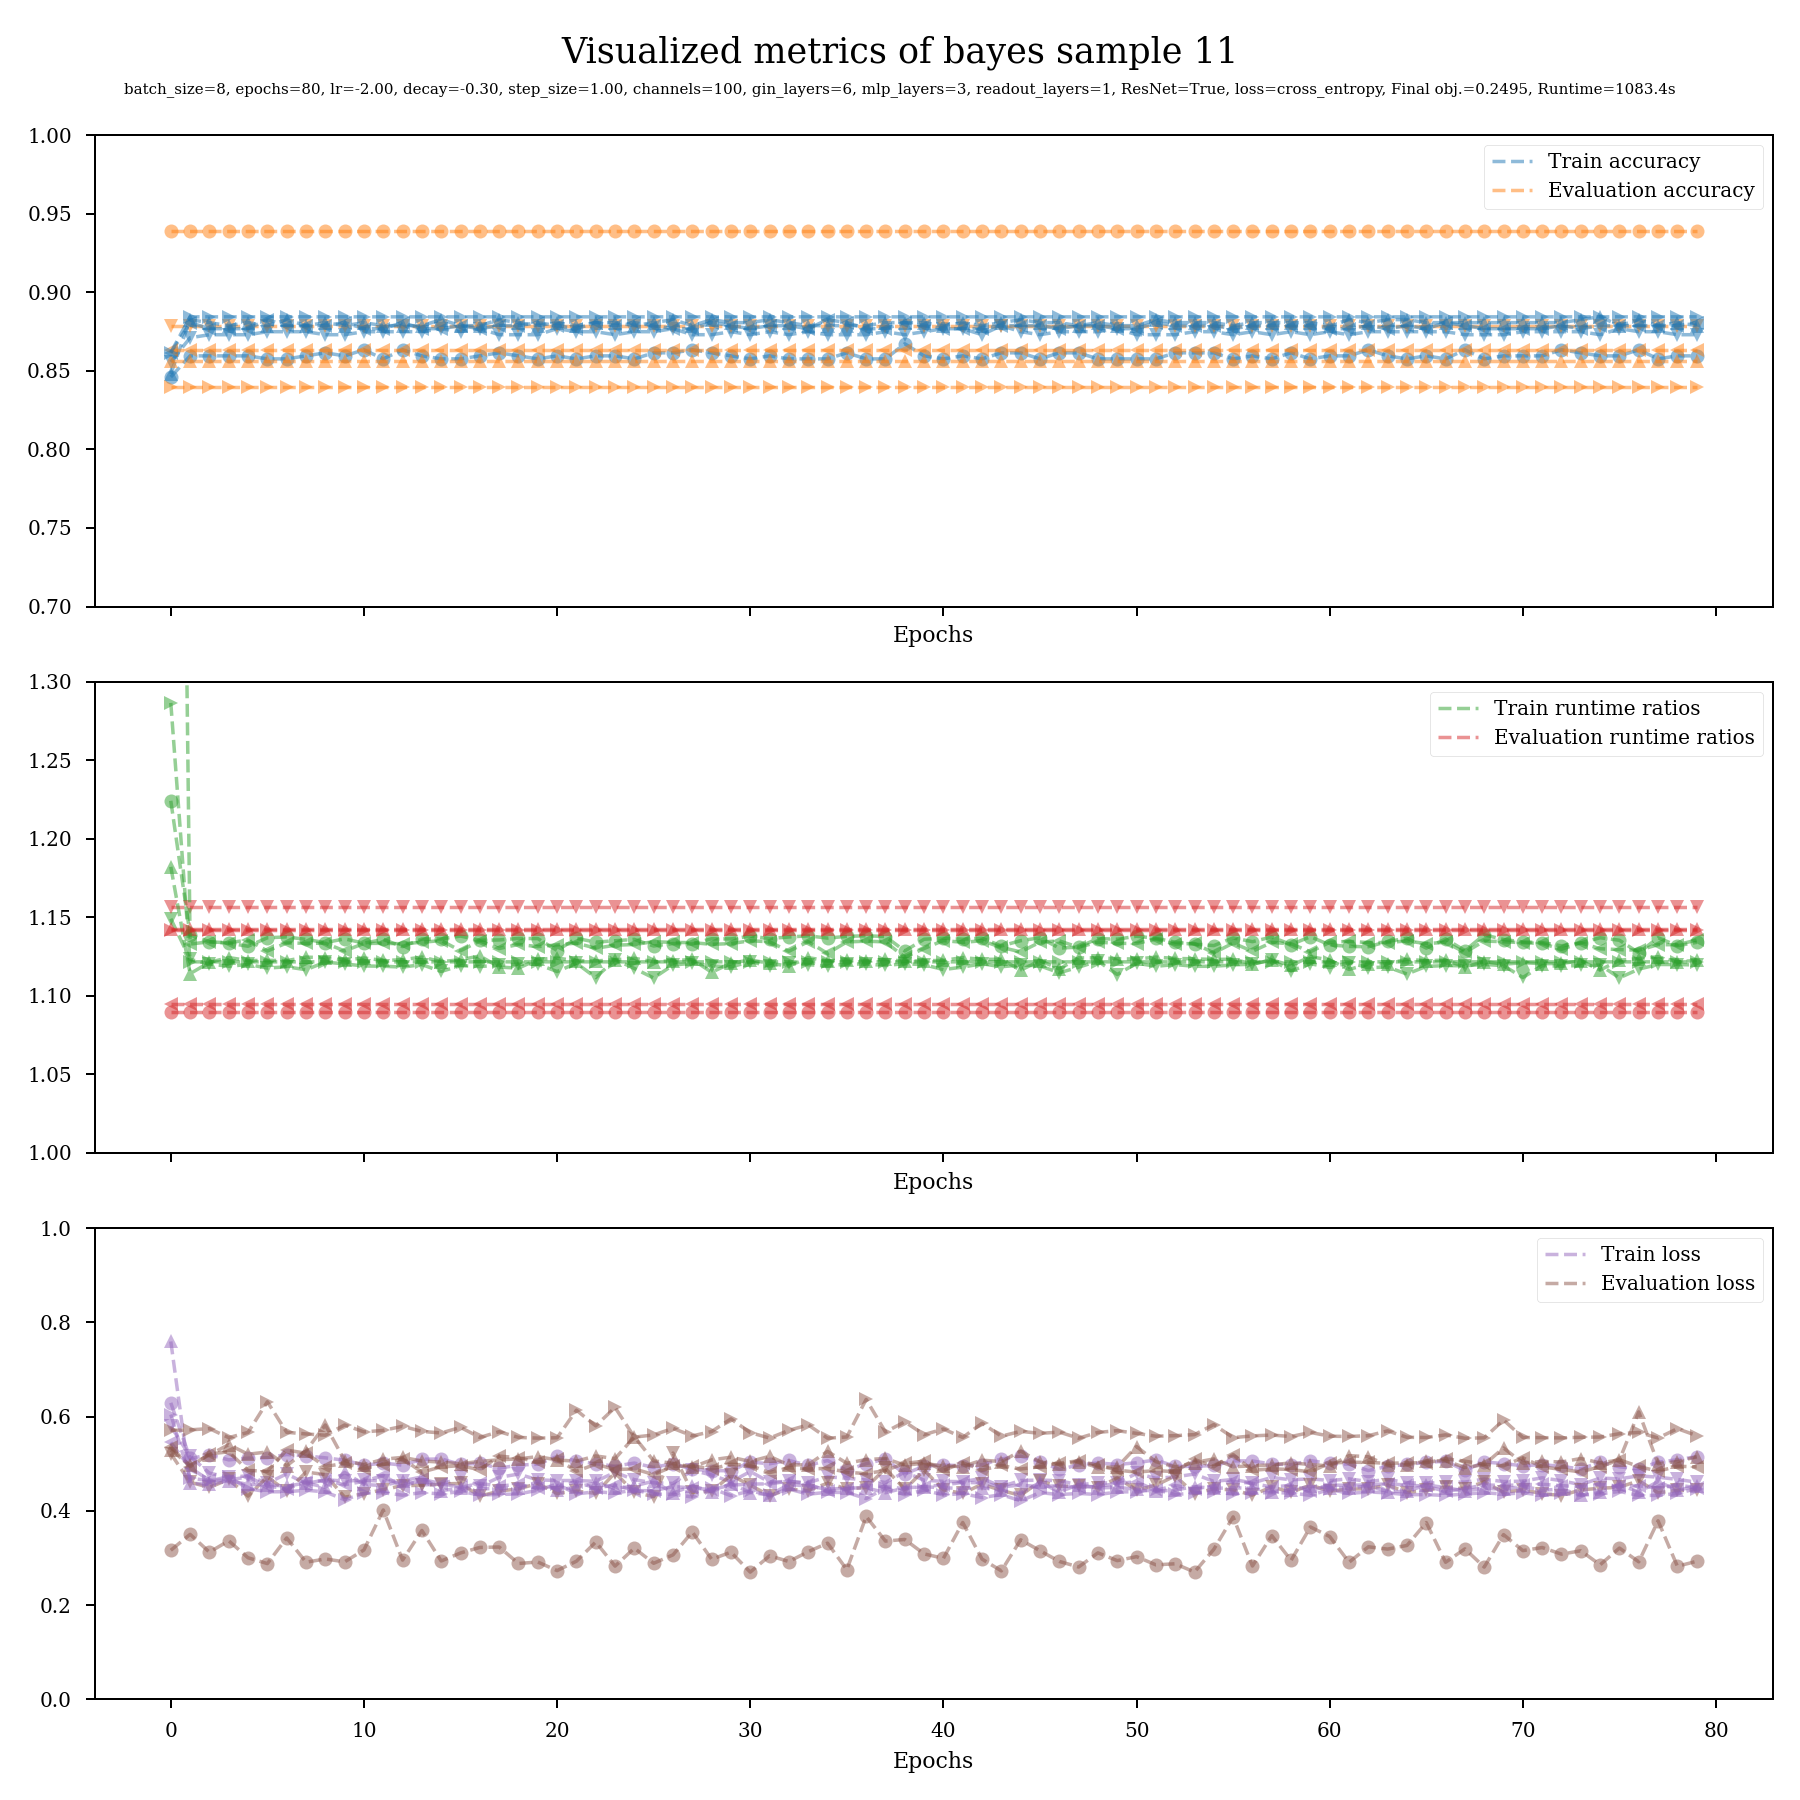 Visualized metrics of bayes sample 11
batch_size=8, epochs=80, lr=-2.00, decay=-0.30, step_size=1.00, channels=100, gin_layers=6, mlp_layers=3, readout_layers=1, ResNet=True, loss=cross_entropy, Final obj.=0.2495, Runtime=1083.4s
1.00
Train accuracy
Evaluation accuracy
0.95
0.90
0.85
0.80
0.75
0.70
Epochs
1.30
Train runtime ratios
Evaluation runtime ratios
1.25
1.20
1.15
1.10
1.05
1.00
Epochs
1.0
Train loss
Evaluation loss
0.8
0.6
0.4
0.2
0.0
0 10 20 30 40 50 60 70 80
Epochs